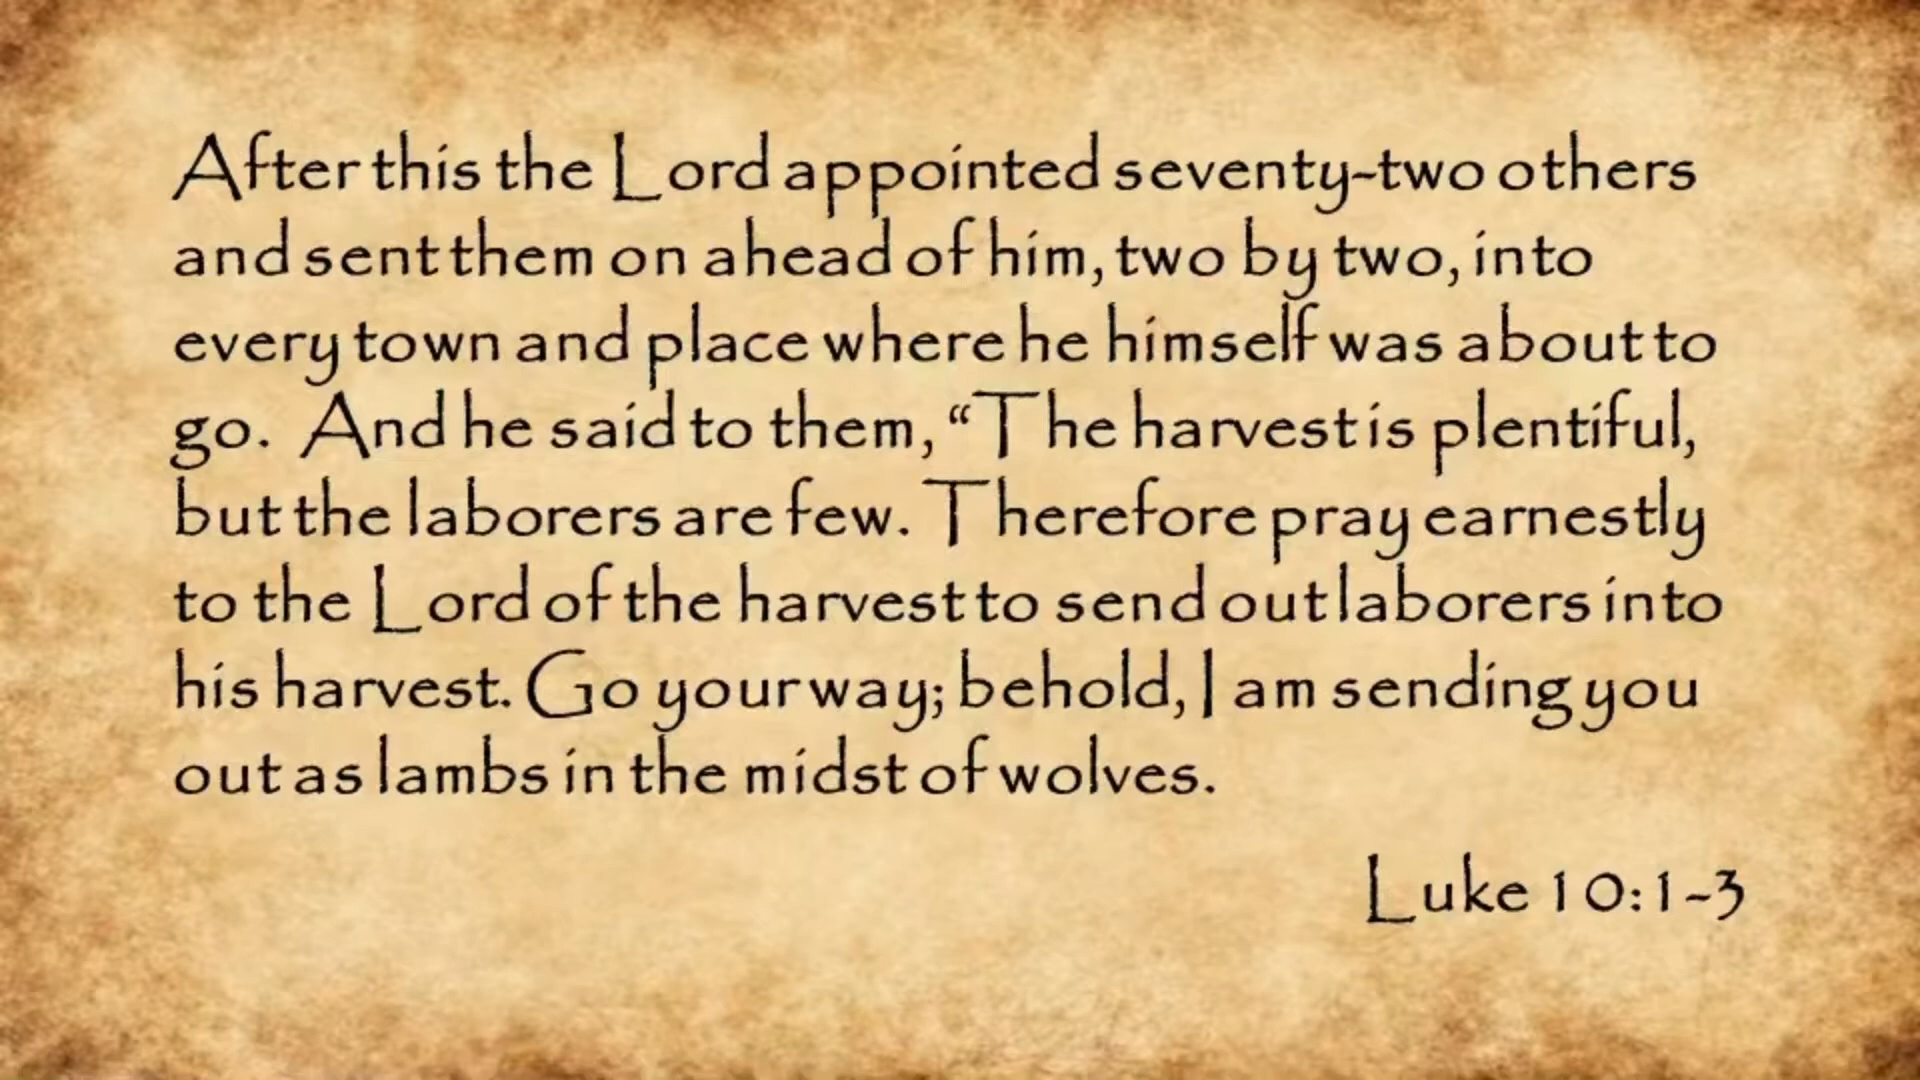 After this the Lord appointed seventy-two others
and sent them on ahead of him, two by two, into
every town and place where he himself was about to
go. And he said to them, “The harvest is plentiful,
but the laborers are few. Therefore pray earnestly
to the Lord of the harvest to send out laborers into
his harvest. Go your way; behold, I am sending you
out as lambs in the midst of wolves.
Luke 10:1-3